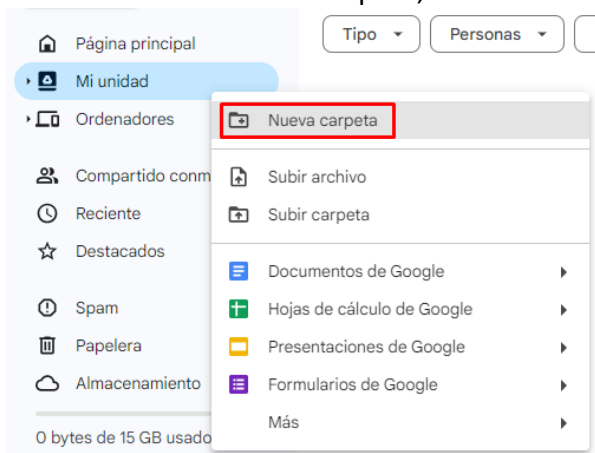 Tipo
Personas
Página principal
Mi unidad
Ordenadores
Compartido conm
Reciente
Destacados
Spam
Papelera
Almacenamiento
0 bytes de 15 GB usado
Nueva carpeta
Subir archivo
Subir carpeta
Documentos de Google
Hojas de cálculo de Google
Presentaciones de Google
Formularios de Google
Más